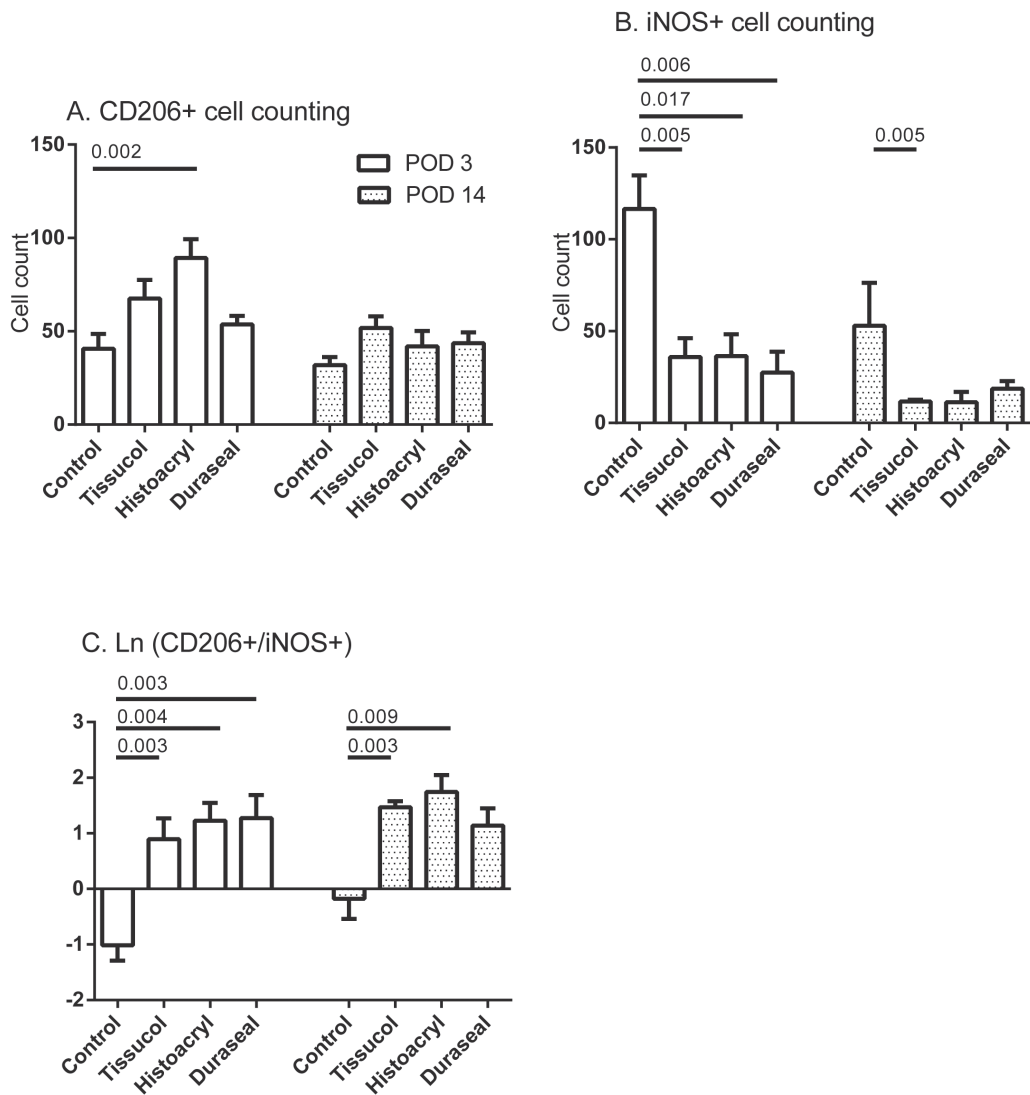 A. CD206+ cell counting
0.002
POD 3
POD 14
150
100
50
0
Cell count
Control
Tissucol
Histoacryl
Duraseal
Control
Tissucol
Histoacryl
Duraseal
B. iNOS+ cell counting
0.006
0.017
0.005
0.005
150
100
50
0
Cell count
Control
Tissucol
Histoacryl
Duraseal
Control
Tissucol
Histoacryl
Duraseal
C. Ln (CD206+/iNOS+)
0.003
0.004
0.003
0.009
0.003
3
2
1
0
-1
-2
Control
Tissucol
Histoacryl
Duraseal
Control
Tissucol
Histoacryl
Duraseal